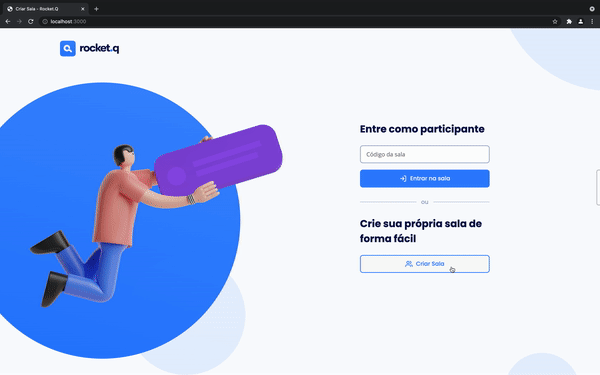 Criar Sala - Rocket.Q
localhost:3000
rocket.q
Entre como participante
Código da sala
Entrar na sala
ou
Crie sua própria sala de
forma fácil
Criar Sala